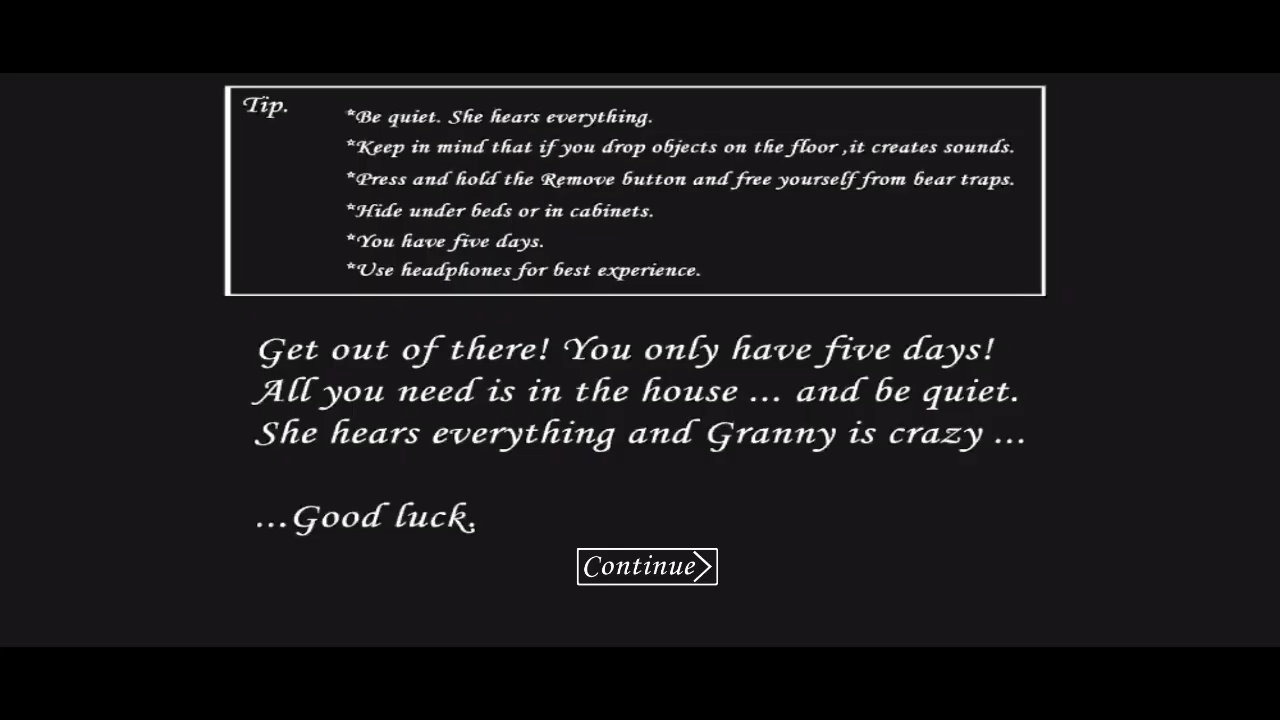 Tip.
*Be quiet. She hears everything.
*Keep in mind that if you drop objects on the floor ,it creates sounds.
*Press and hold the Remove button and free yourself from bear traps.
*Hide under beds or in cabinets.
*You have five days.
*Use headphones for best experience.
Get out of there! You only have five days!
All you need is in the house ... and be quiet.
She hears everything and Granny is crazy ...
...Good luck.
Continue>